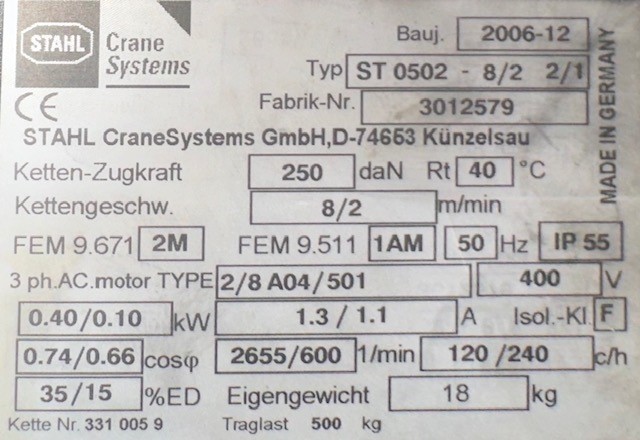 STAHL Crane Systems
Bauj. 2006-12
Typ ST 0502 - 8/2 2/1
CE Fabrik-Nr. 3012579
STAHL CraneSystems GmbH,D-74653 Künzelsau
MADE IN GERMANY
Ketten-Zugkraft 250 daN Rt 40 °C
Kettengeschw. 8/2 m/min
FEM 9.671 2M FEM 9.511 1AM 50 Hz IP 55
3 ph.AC.motor TYPE 2/8 A04/501 400 V
0.40/0.10 kW 1.3 / 1.1 A Isol.-Kl F
0.74/0.66 cosφ 2655/600 1/min 120/240 c/h
35/15 %ED Eigengewicht 18 kg
Kette Nr. 331 005 9 Traglast 500 kg